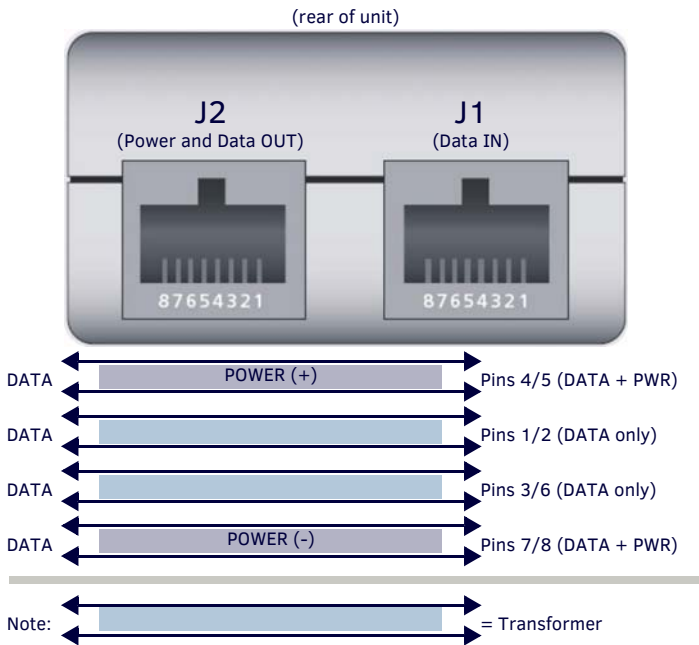 (rear of unit)
J2 J1
(Power and Data OUT) (Data IN)
87654321 87654321
DATA POWER (+) Pins 4/5 (DATA + PWR)
DATA Pins 1/2 (DATA only)
DATA Pins 3/6 (DATA only)
DATA POWER (-) Pins 7/8 (DATA + PWR)
Note: = Transformer